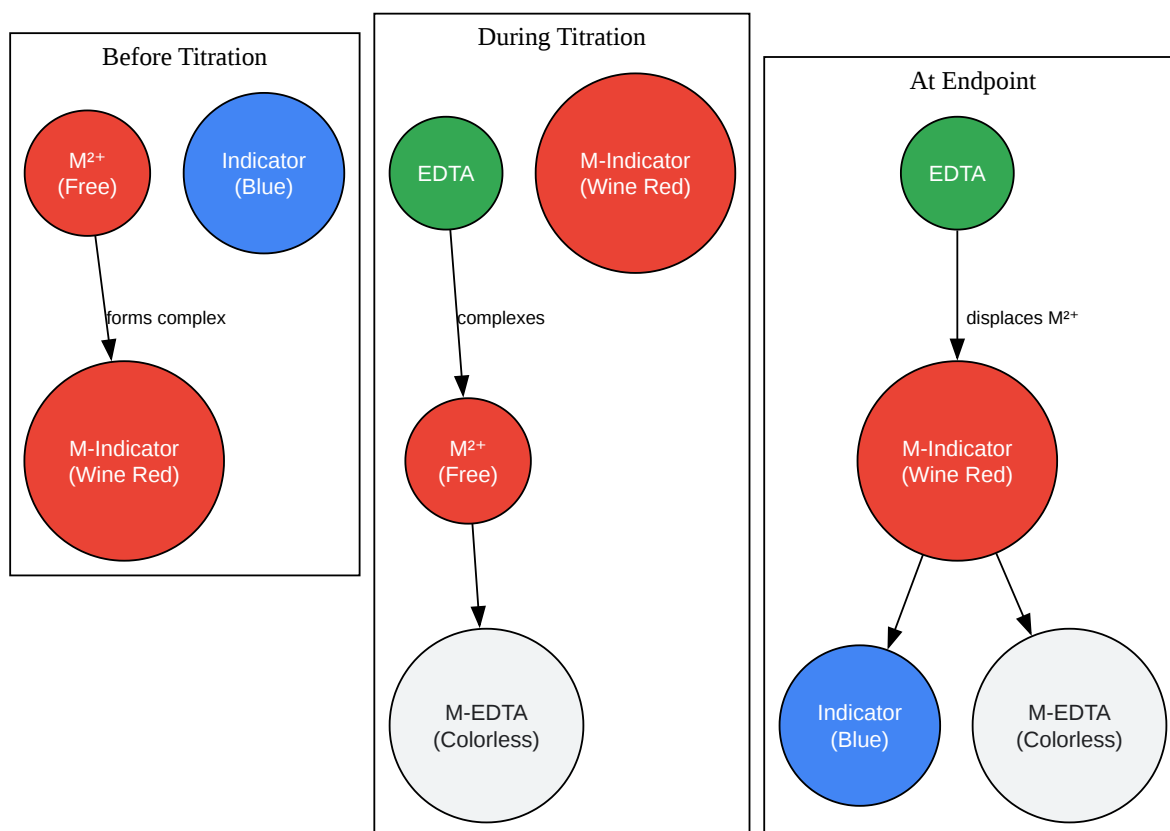 Before Titration
M²⁺
(Free)
Indicator
(Blue)
forms complex
M-Indicator
(Wine Red)
During Titration
EDTA
M-Indicator
(Wine Red)
complexes
M²⁺
(Free)
M-EDTA
(Colorless)
At Endpoint
EDTA
displaces M²⁺
M-Indicator
(Wine Red)
Indicator
(Blue)
M-EDTA
(Colorless)